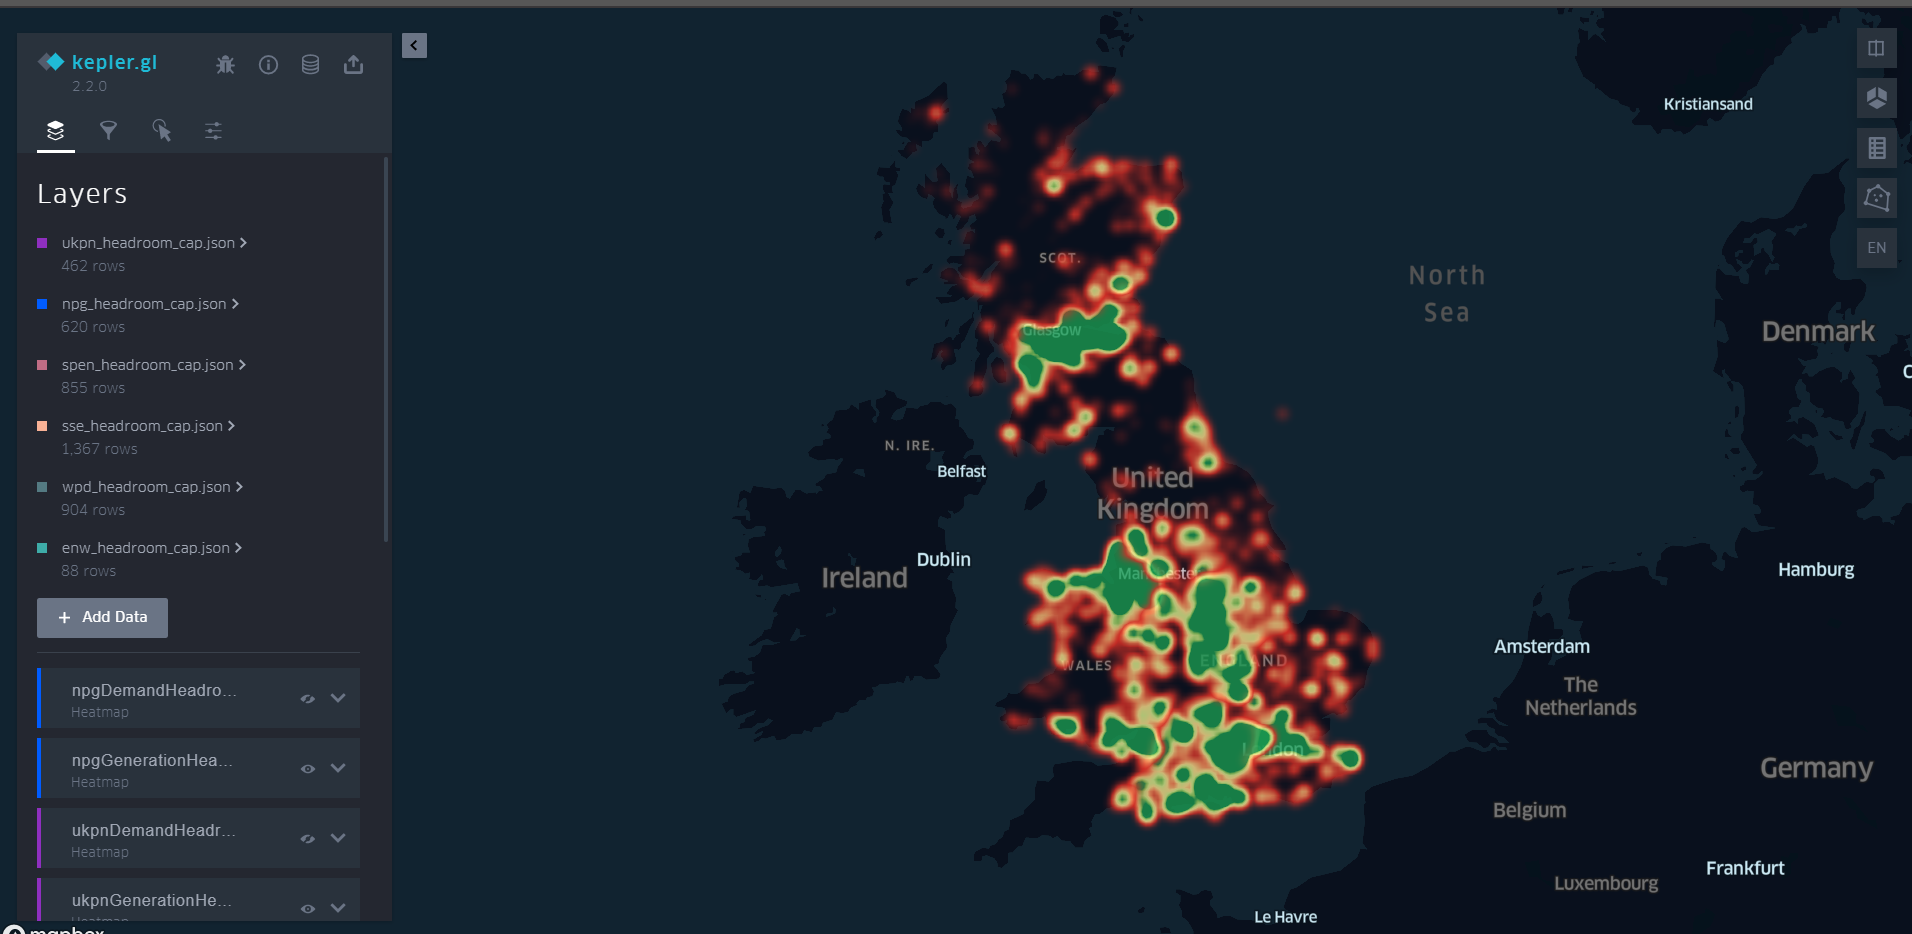 kepler.gl
2.2.0
Layers
ukpn_headroom_cap.json
462 rows
npg_headroom_cap.json
620 rows
spen_headroom_cap.json
855 rows
sse_headroom_cap.json
1,367 rows
wpd_headroom_cap.json
904 rows
enw_headroom_cap.json
88 rows
+ Add Data
npgDemandHeadro...
Heatmap
npgGenerationHea...
Heatmap
ukpnDemandHeadr...
Heatmap
ukpnGenerationHe...
Heatmap
mapbox
EN
Kristiansand
North
Sea
Denmark
SCOT.
Glasgow
N. IRE.
Belfast
United
Kingdom
Dublin
Ireland
Manchester
Hamburg
Amsterdam
WALES
ENGLAND
The
Netherlands
London
Germany
Belgium
Frankfurt
Luxembourg
Le Havre